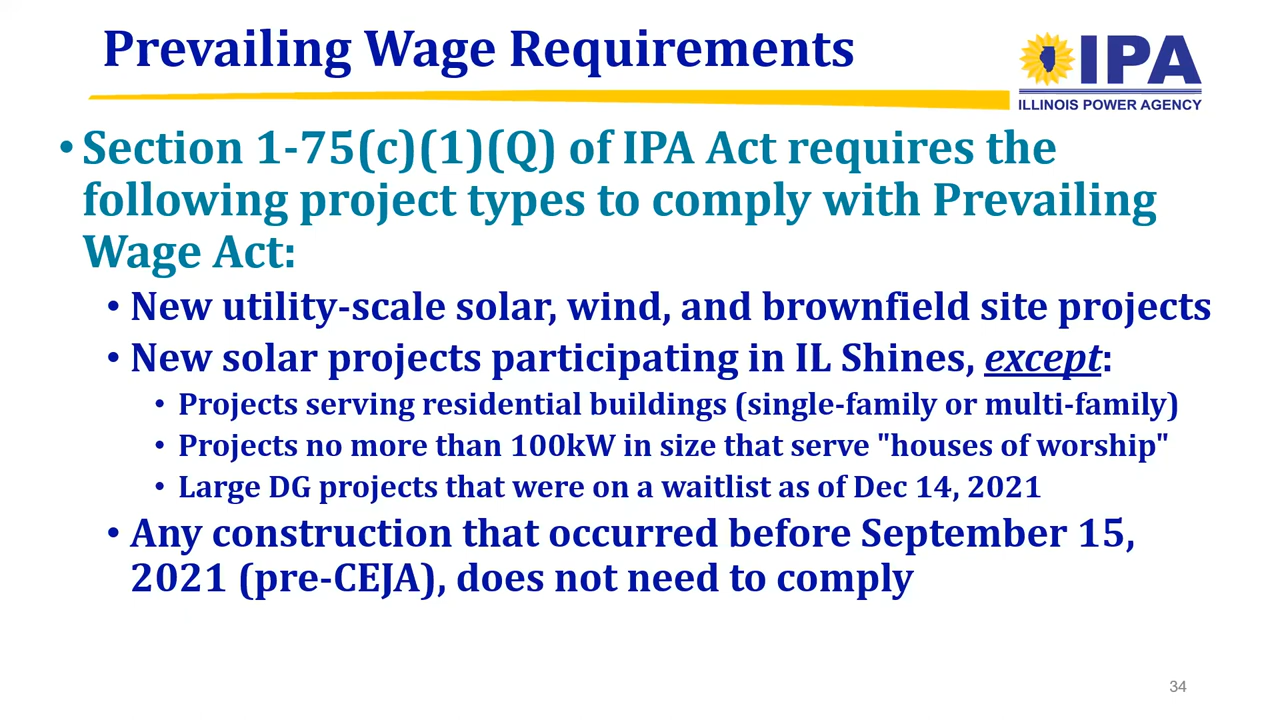 Prevailing Wage Requirements
IPA
ILLINOIS POWER AGENCY
• Section 1-75(c)(1)(Q) of IPA Act requires the
following project types to comply with Prevailing
Wage Act:
• New utility-scale solar, wind, and brownfield site projects
• New solar projects participating in IL Shines, except:
• Projects serving residential buildings (single-family or multi-family)
• Projects no more than 100kW in size that serve "houses of worship"
• Large DG projects that were on a waitlist as of Dec 14, 2021
• Any construction that occurred before September 15,
2021 (pre-CEJA), does not need to comply
34